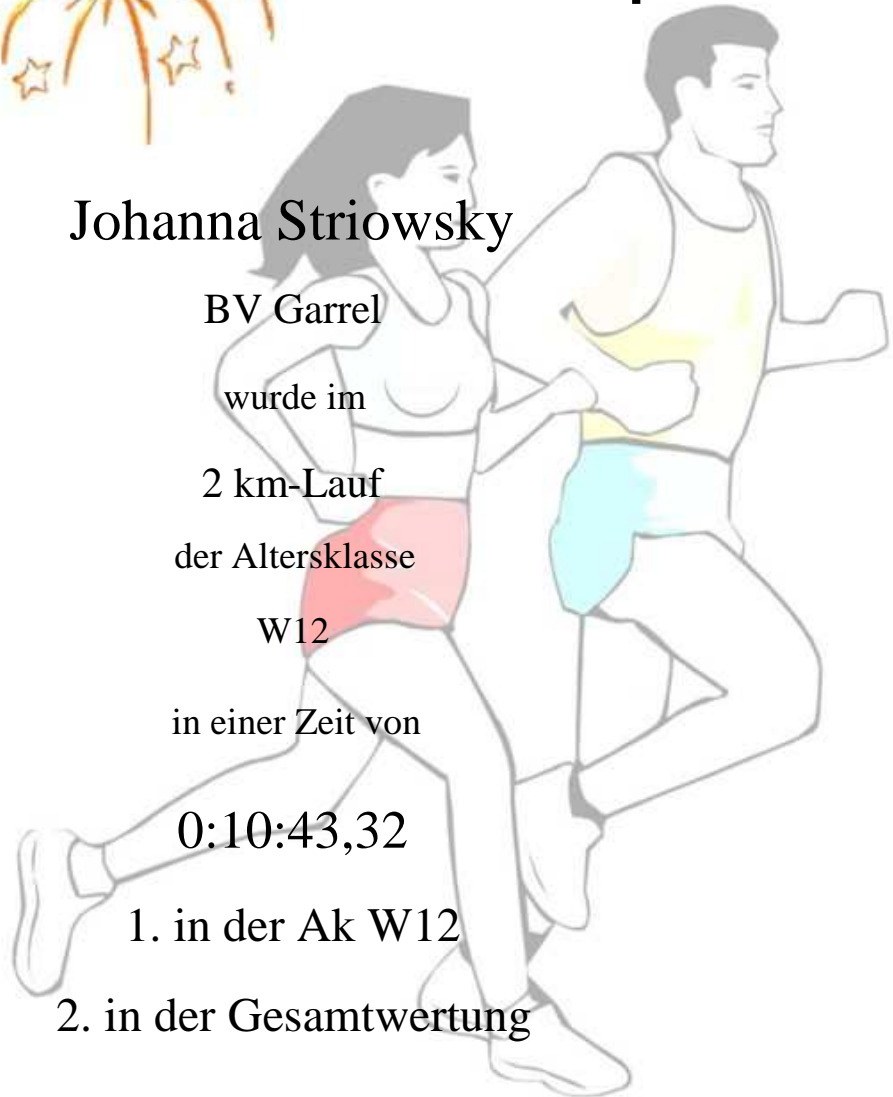 Johanna Striowsky
BV Garrel
wurde im
2 km-Lauf
der Altersklasse
W12
in einer Zeit von
0:10:43,32
1. in der Ak W12
2. in der Gesamtwertung